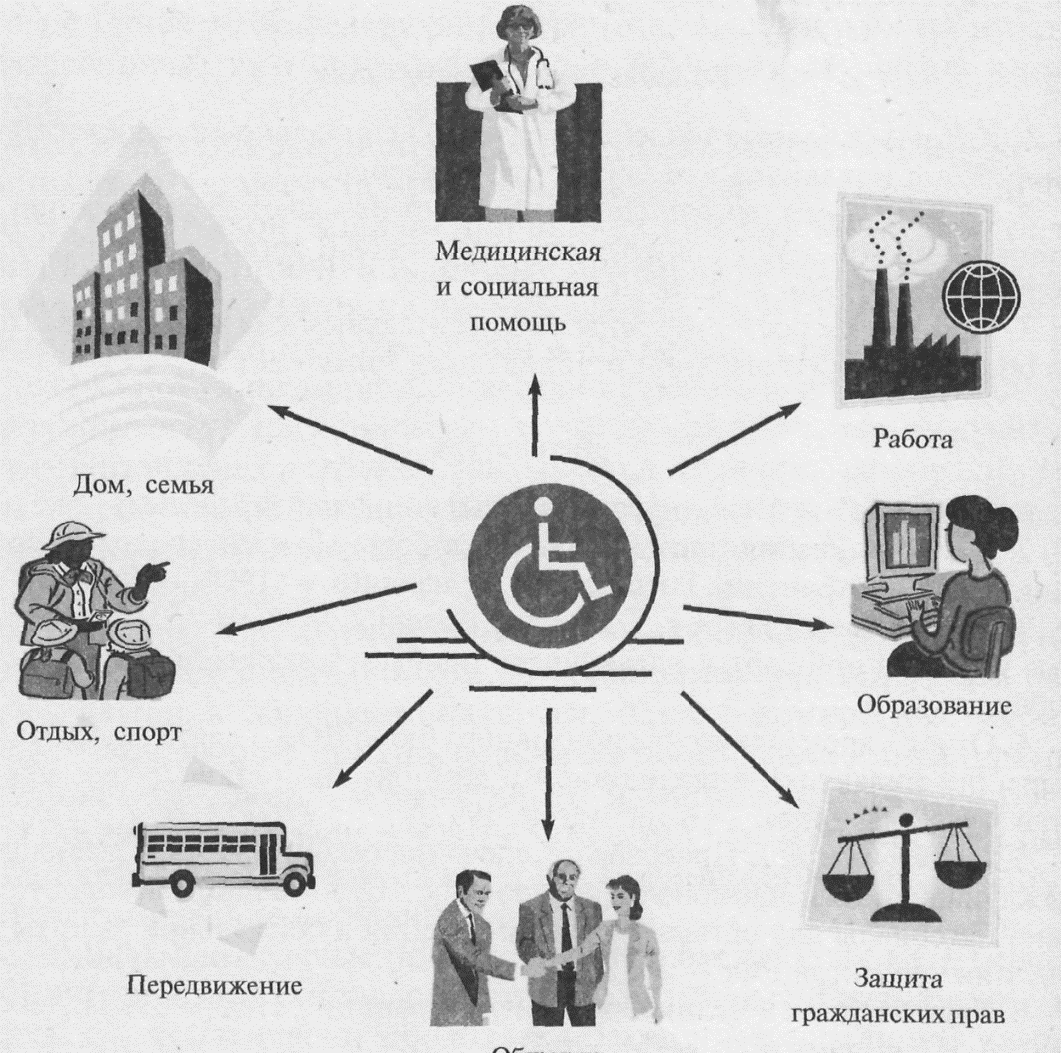 Медицинская
и социальная
помощь
Работа
Дом, семья
Образование
Отдых, спорт
Передвижение
Защита
гражданских прав